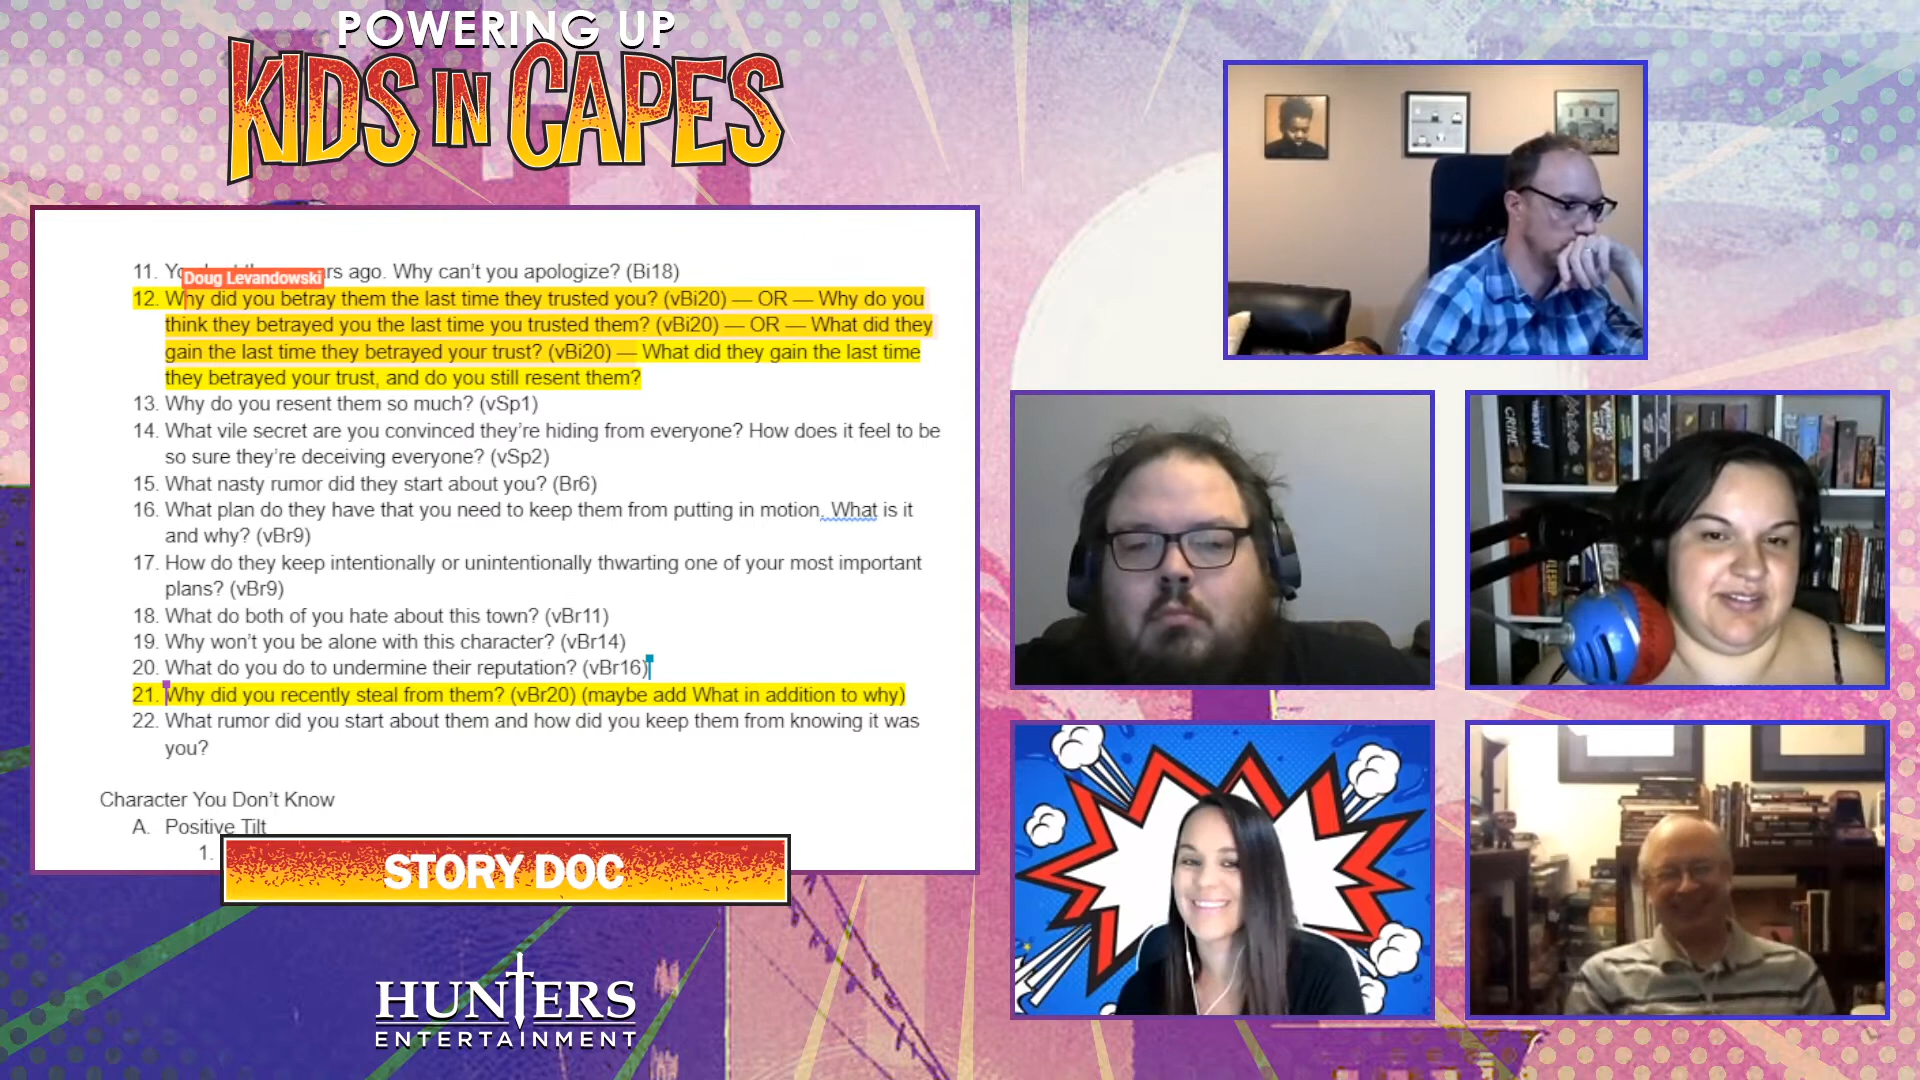 POWERING UP
KIDS IN CAPES
11. ago. Why can't you apologize? (Bi18)
Doug Levandowski
12. Why did you betray them the last time they trusted you? (vBi20) — OR — Why do you
think they betrayed you the last time you trusted them? (vBi20) — OR — What did they
gain the last time they betrayed your trust? (vBi20) — What did they gain the last time
they betrayed your trust, and do you still resent them?
13. Why do you resent them so much? (vSp1)
14. What vile secret are you convinced they're hiding from everyone? How does it feel to be
so sure they're deceiving everyone? (vSp2)
15. What nasty rumor did they start about you? (Br6)
16. What plan do they have that you need to keep them from putting in motion. What is it
and why? (vBr9)
17. How do they keep intentionally or unintentionally thwarting one of your most important
plans? (vBr9)
18. What do both of you hate about this town? (vBr11)
19. Why won't you be alone with this character? (vBr14)
20. What do you do to undermine their reputation? (vBr16)
21. Why did you recently steal from them? (vBr20) (maybe add What in addition to why)
22. What rumor did you start about them and how did you keep them from knowing it was
you?
Character You Don't Know
A. Positive Tilt
1.
STORY DOC
HUNTERS
ENTERTAINMENT
CRIME